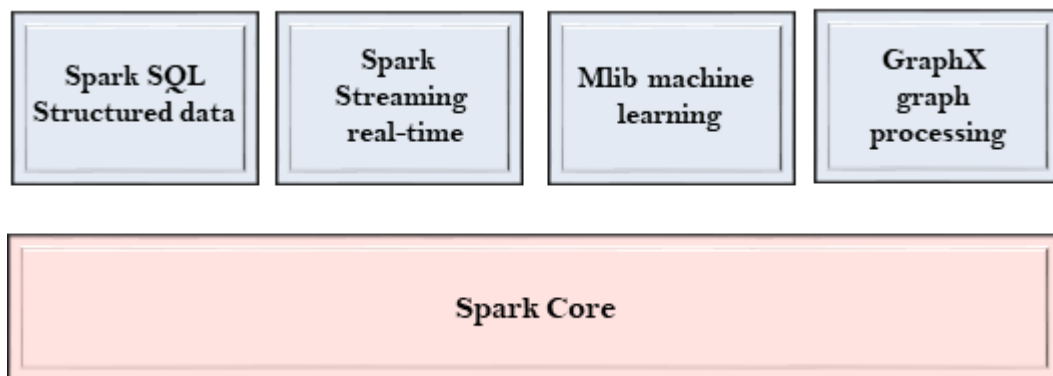 Spark SQL
Structured data
Spark
Streaming
real-time
Mlib machine
learning
GraphX
graph
processing
Spark Core